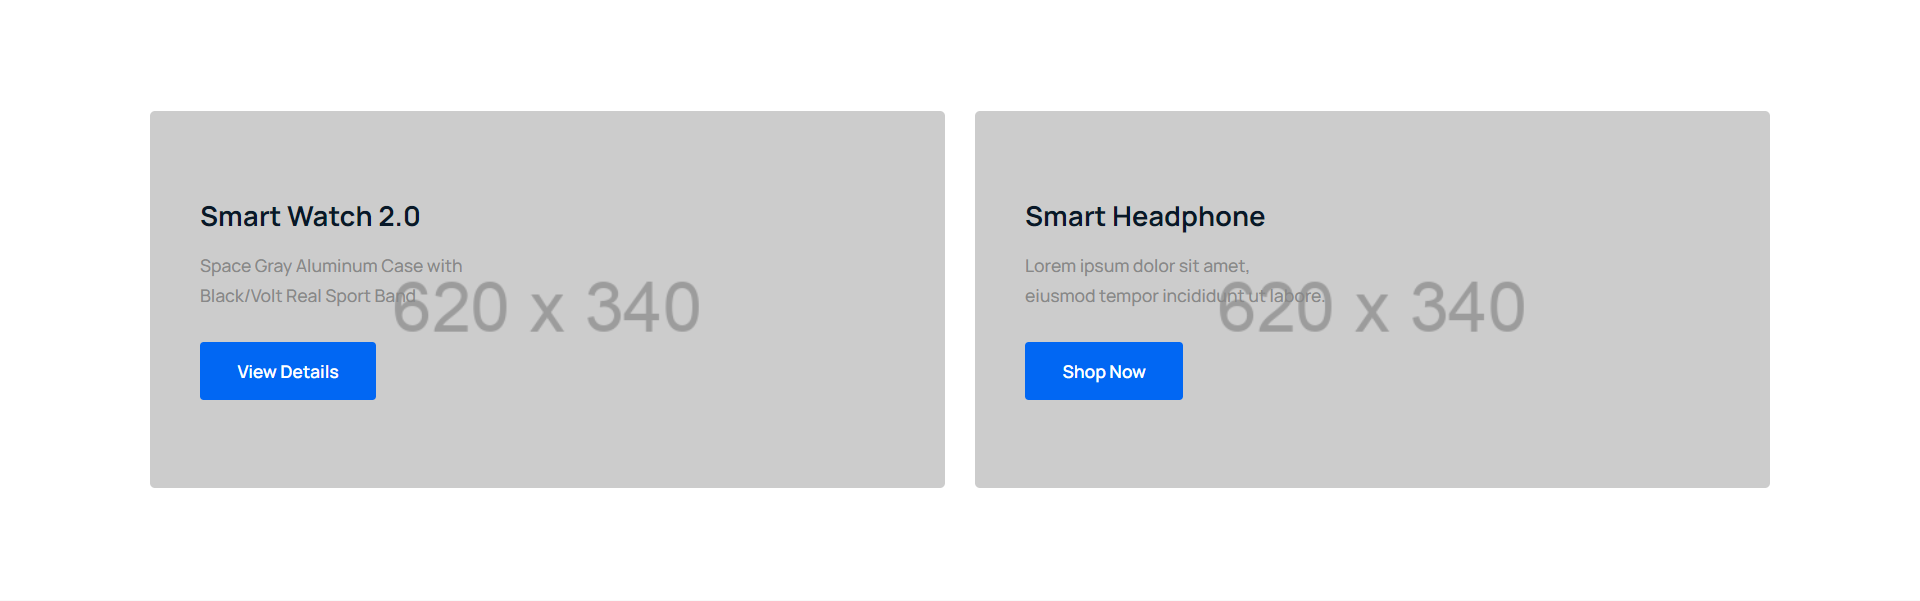 Smart Watch 2.0
Space Gray Aluminum Case with
Black/Volt Real Sport Band
620 x 340
View Details
Smart Headphone
Lorem ipsum dolor sit amet,
eiusmod tempor incididunt ut labore.
620 x 340
Shop Now